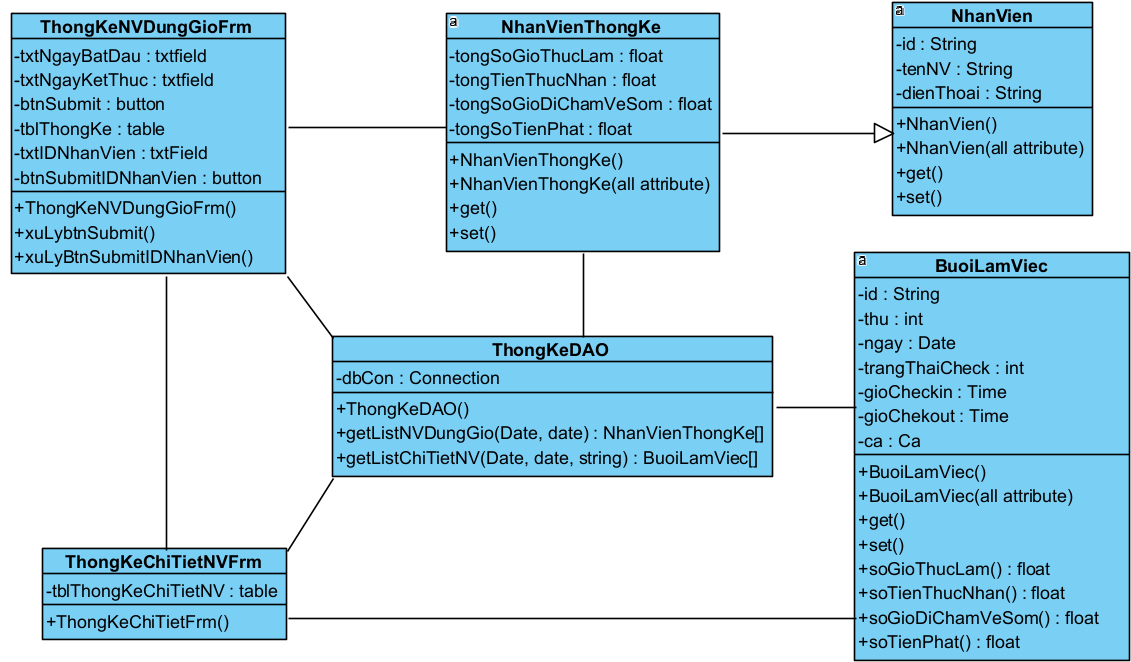 ThongKeNVDungGioFrm
-txtNgayBatDau : txtfield
-txtNgayKetThuc : txtfield
-btnSubmit : button
-tblThongKe : table
-txtIDNhanVien : txtField
-btnSubmitIDNhanVien : button
+ThongKeNVDungGioFrm()
+xuLybtnSubmit()
+xuLyBtnSubmitIDNhanVien()
a
NhanVienThongKe
-tongSoGioThucLam : float
-tongTienThucNhan : float
-tongSoGioDiChamVeSom : float
-tongSoTienPhat : float
+NhanVienThongKe()
+NhanVienThongKe(all attribute)
+get()
+set()
a
NhanVien
-id : String
-tenNV : String
-dienThoai : String
+NhanVien()
+NhanVien(all attribute)
+get()
+set()
ThongKeDAO
-dbCon : Connection
+ThongKeDAO()
+getListNVDungGio(Date, date) : NhanVienThongKe[]
+getListChiTietNV(Date, date, string) : BuoiLamViec[]
a
BuoiLamViec
-id : String
-thu : int
-ngay : Date
-trangThaiCheck : int
-gioCheckin : Time
-gioChekout : Time
-ca : Ca
+BuoiLamViec()
+BuoiLamViec(all attribute)
+get()
+set()
+soGioThucLam() : float
+soTienThucNhan() : float
+soGioDiChamVeSom() : float
+soTienPhat() : float
ThongKeChiTietNVFrm
-tblThongKeChiTietNV : table
+ThongKeChiTietFrm()